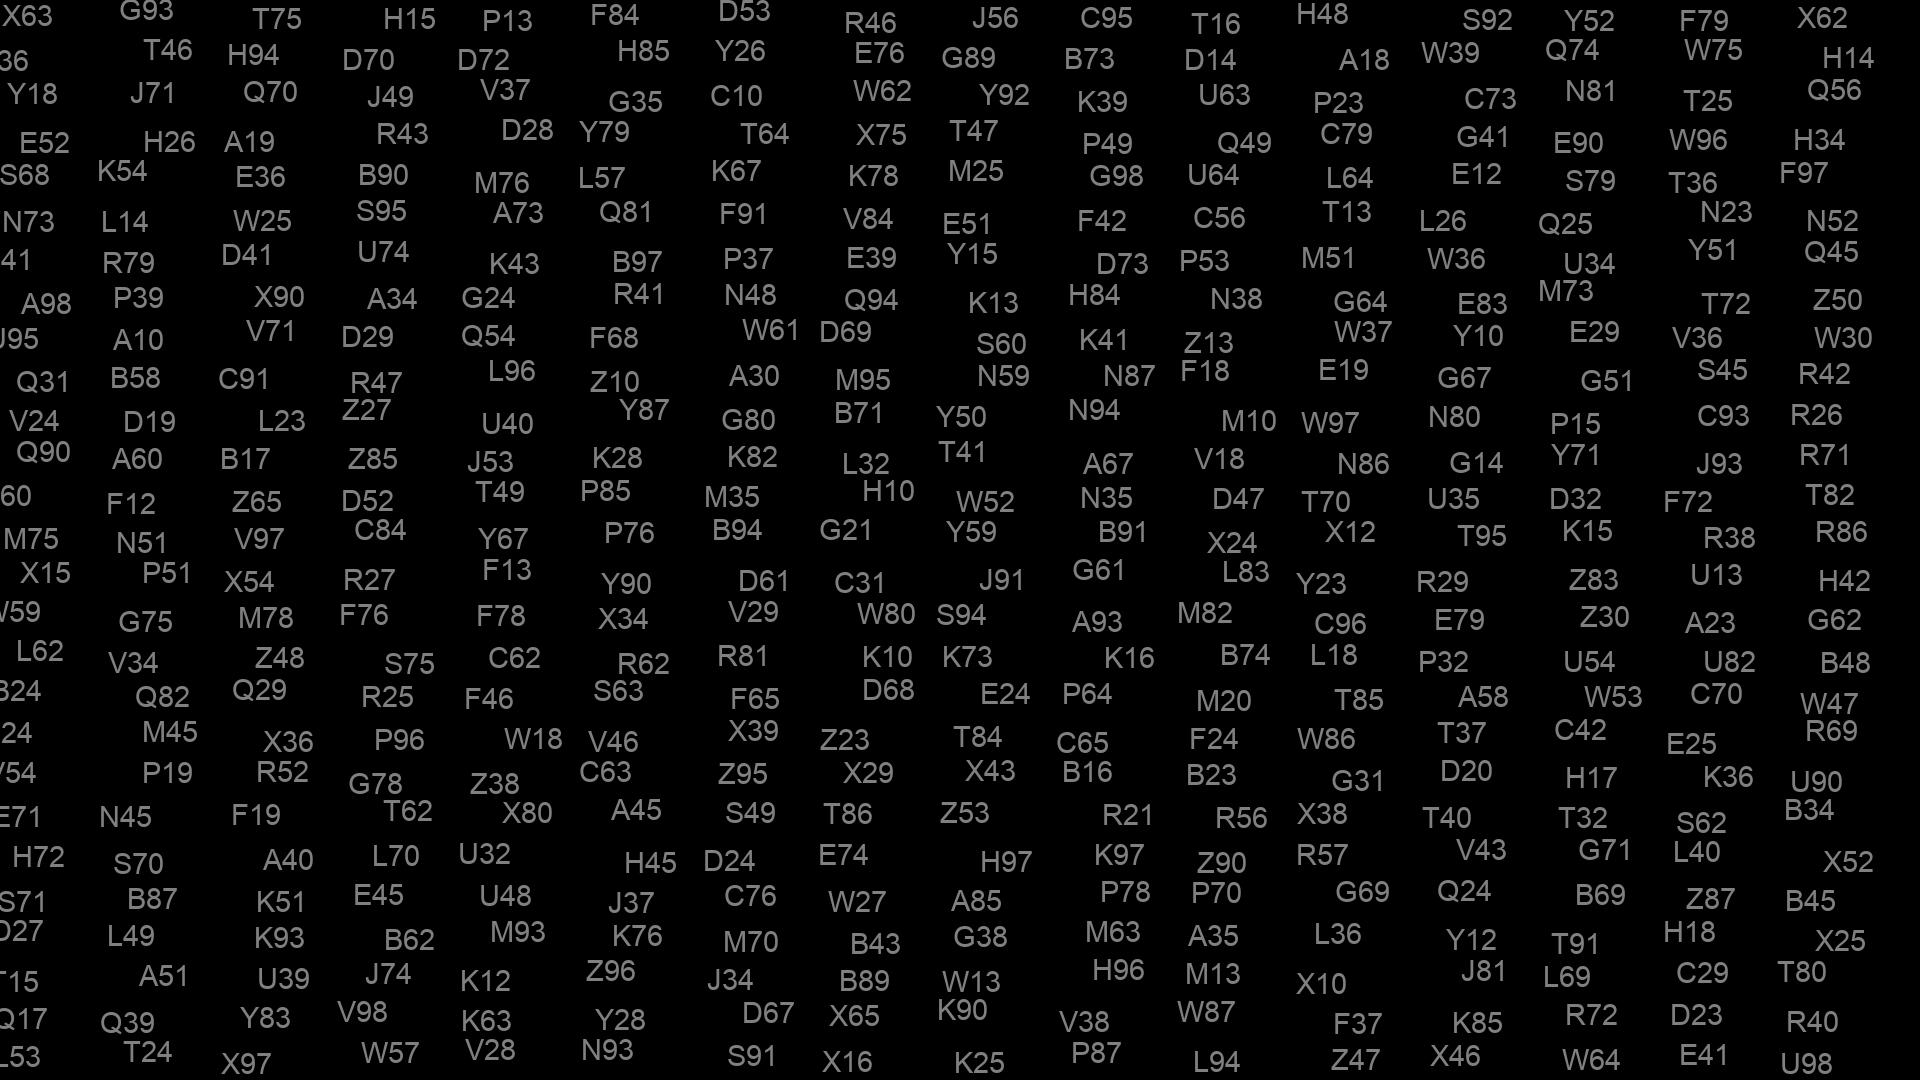 X63 G93 T75 H15 P13 F84 D53 R46 J56 C95 T16 H48 S92 Y52 F79 X62
36 T46 H94 D70 D72 H85 Y26 E76 G89 B73 D14 A18 W39 Q74 W75 H14
Y18 J71 Q70 J49 V37 G35 C10 W62 Y92 K39 U63 P23 C73 N81 T25 Q56
E52 H26 A19 R43 D28 Y79 T64 X75 T47 P49 Q49 C79 G41 E90 W96 H34
S68 K54 E36 B90 M76 L57 K67 K78 M25 G98 U64 L64 E12 S79 T36 F97
N73 L14 W25 S95 A73 Q81 F91 V84 E51 F42 C56 T13 L26 Q25 N23 N52
41 R79 D41 U74 K43 B97 P37 E39 Y15 D73 P53 M51 W36 U34 Y51 Q45
A98 P39 X90 A34 G24 R41 N48 Q94 K13 H84 N38 G64 E83 M73 T72 Z50
J95 A10 V71 D29 Q54 F68 W61 D69 S60 K41 Z13 W37 Y10 E29 V36 W30
Q31 B58 C91 R47 L96 Z10 A30 M95 N59 N87 F18 E19 G67 G51 S45 R42
V24 D19 L23 Z27 U40 Y87 G80 B71 Y50 N94 M10 W97 N80 P15 C93 R26
Q90 A60 B17 Z85 J53 K28 K82 L32 T41 A67 V18 N86 G14 Y71 J93 R71
60 F12 Z65 D52 T49 P85 M35 H10 W52 N35 D47 T70 U35 D32 F72 T82
M75 N51 V97 C84 Y67 P76 B94 G21 Y59 B91 X24 X12 T95 K15 R38 R86
X15 P51 X54 R27 F13 Y90 D61 C31 J91 G61 L83 Y23 R29 Z83 U13 H42
W59 G75 M78 F76 F78 X34 V29 W80 S94 A93 M82 C96 E79 Z30 A23 G62
L62 V34 Z48 S75 C62 R62 R81 K10 K73 K16 B74 L18 P32 U54 U82 B48
B24 Q82 Q29 R25 F46 S63 F65 D68 E24 P64 M20 T85 A58 W53 C70 W47
24 M45 X36 P96 W18 V46 X39 Z23 T84 C65 F24 W86 T37 C42 E25 R69
V54 P19 R52 G78 Z38 C63 Z95 X29 X43 B16 B23 G31 D20 H17 K36 U90
E71 N45 F19 T62 X80 A45 S49 T86 Z53 R21 R56 X38 T40 T32 S62 B34
H72 S70 A40 L70 U32 H45 D24 E74 H97 K97 Z90 R57 V43 G71 L40 X52
S71 B87 K51 E45 U48 J37 C76 W27 A85 P78 P70 G69 Q24 B69 Z87 B45
D27 L49 K93 B62 M93 K76 M70 B43 G38 M63 A35 L36 Y12 T91 H18 X25
T15 A51 U39 J74 K12 Z96 J34 B89 W13 H96 M13 X10 J81 L69 C29 T80
Q17 Q39 Y83 V98 K63 Y28 D67 X65 K90 V38 W87 F37 K85 R72 D23 R40
L53 T24 X97 W57 V28 N93 S91 X16 K25 P87 L94 Z47 X46 W64 E41 U98